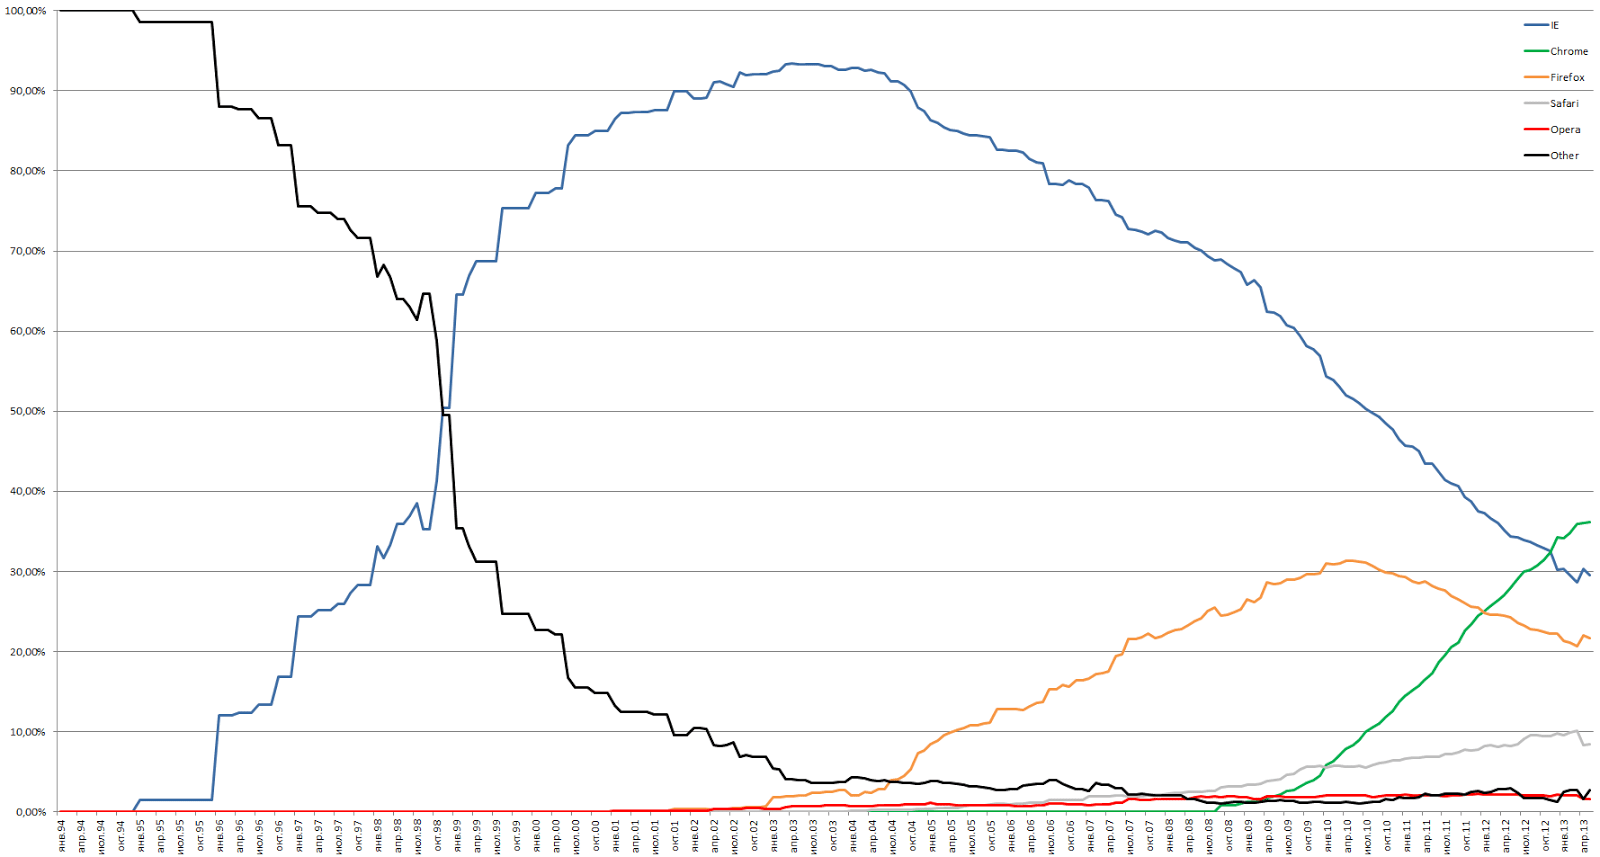 100,00%
90,00%
80,00%
70,00%
60,00%
50,00%
40,00%
30,00%
20,00%
10,00%
0,00%
IE
Chrome
Firefox
Safari
Opera
Other
янв.94
апр.94
июл.94
окт.94
янв.95
апр.95
июл.95
окт.95
янв.96
апр.96
июл.96
окт.96
янв.97
апр.97
июл.97
окт.97
янв.98
апр.98
июл.98
окт.98
янв.99
апр.99
июл.99
окт.99
янв.00
апр.00
июл.00
окт.00
янв.01
апр.01
июл.01
окт.01
янв.02
апр.02
июл.02
окт.02
янв.03
апр.03
июл.03
окт.03
янв.04
апр.04
июл.04
окт.04
янв.05
апр.05
июл.05
окт.05
янв.06
апр.06
июл.06
окт.06
янв.07
апр.07
июл.07
окт.07
янв.08
апр.08
июл.08
окт.08
янв.09
апр.09
июл.09
окт.09
янв.10
апр.10
июл.10
окт.10
янв.11
апр.11
июл.11
окт.11
янв.12
апр.12
июл.12
окт.12
янв.13
апр.13